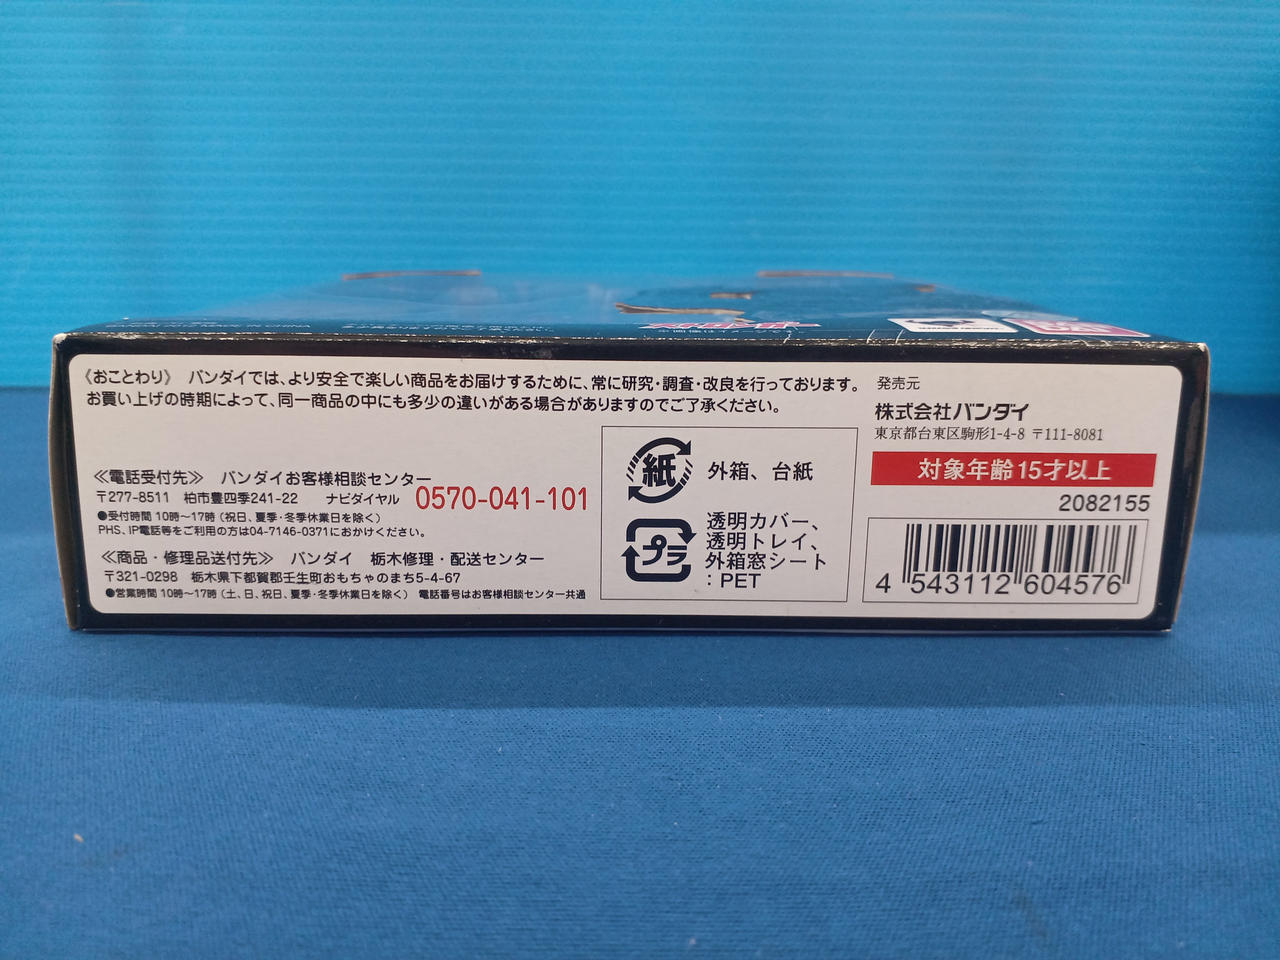 《おことわり》 バンダイでは、より安全で楽しい商品をお届けするために、常に研究・調査・改良を行っております。
お買い上げの時期によって、同一商品の中にも多少の違いがある場合がありますのでご了承ください。
≪電話受付先≫ バンダイお客様相談センター
〒277-8511 柏市豊四季241-22 ナビダイヤル 0570-041-101
●受付時間 10時〜17時 (祝日、夏季・冬季休業日を除く)
PHS、IP電話等をご利用の方は04-7146-0371におかけください。
≪商品・修理品送付先≫ バンダイ 栃木修理・配送センター
〒321-0298 栃木県下都賀郡壬生町おもちゃのまち5-4-67
●営業時間 10時〜17時 (土、日、祝日、夏季・冬季休業日を除く) 電話番号はお客様相談センター共通
紙 外箱、台紙
プラ 透明カバー、
透明トレイ、
外箱窓シート
:PET
発売元
株式会社バンダイ
東京都台東区駒形1-4-8 〒111-8081
対象年齢15才以上
2082155
4 543112 604576